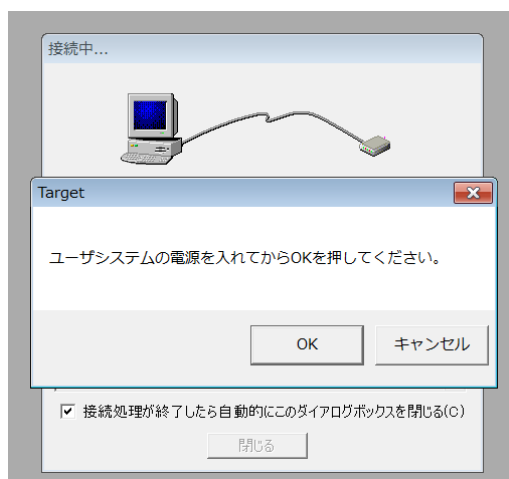 接続中...
Target
ユーザシステムの電源を入れてからOKを押してください。
OK
キャンセル
接続処理が終了したら自動的にこのダイアログボックスを閉じる(C)
閉じる